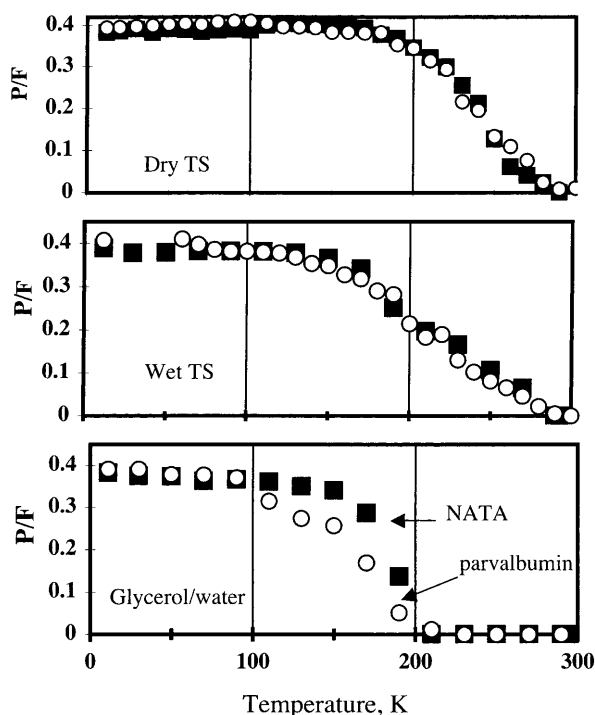 P/F
0.4
0.3
0.2
0.1
0
Dry TS
P/F
0.4
0.3
0.2
0.1
0
Wet TS
P/F
0.4
0.3
0.2
0.1
0
NATA
parvalbumin
Glycerol/water
0 100 200 300
Temperature, K